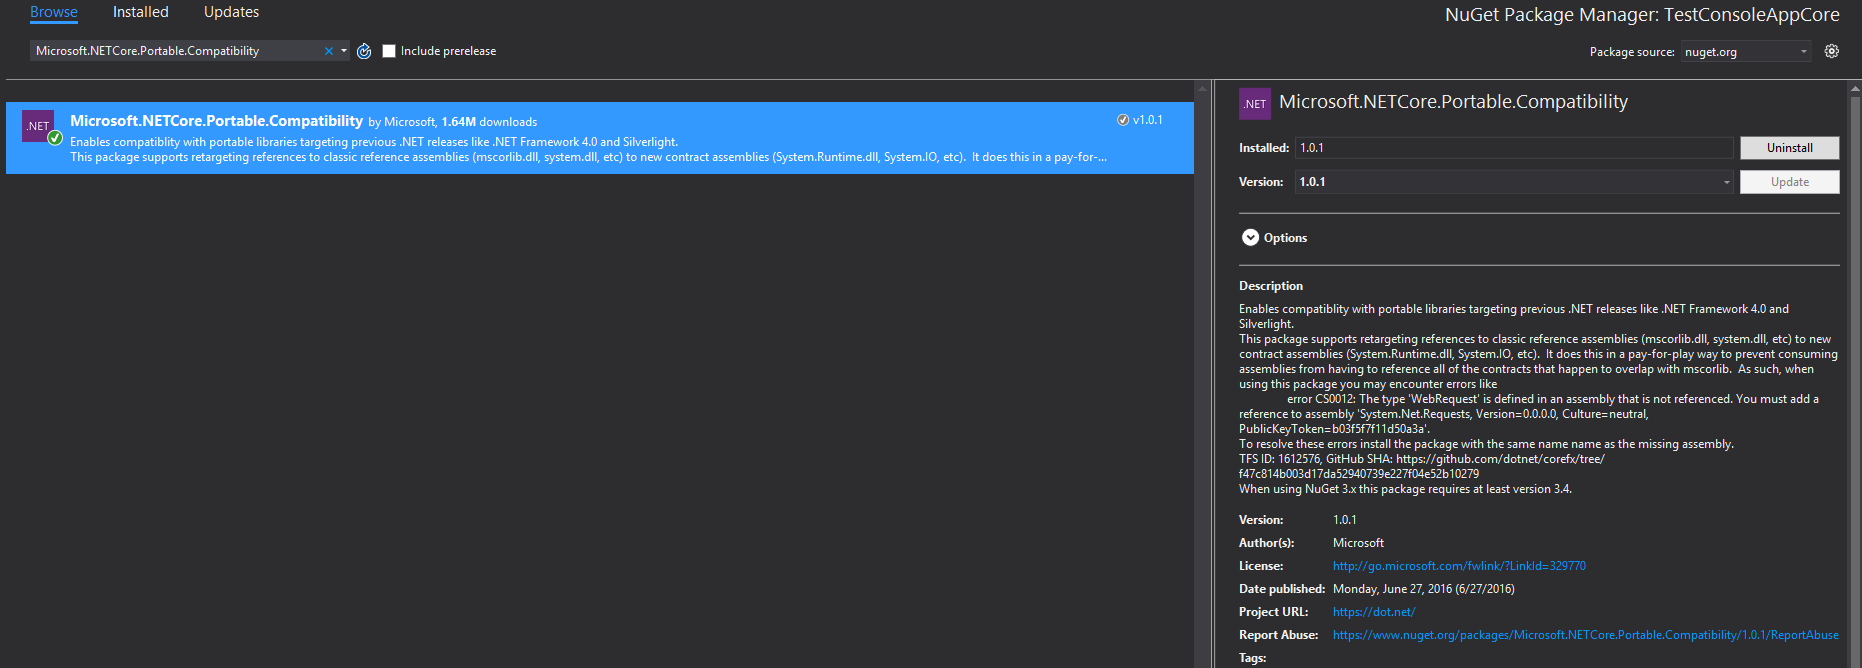 Browse Installed Updates
NuGet Package Manager: TestConsoleAppCore
Microsoft.NETCore.Portable.Compatibility
Include prerelease
Package source: nuget.org
.NET
Microsoft.NETCore.Portable.Compatibility by Microsoft, 1.64M downloads
v1.0.1
Enables compatiblity with portable libraries targeting previous .NET releases like .NET Framework 4.0 and Silverlight.
This package supports retargeting references to classic reference assemblies (mscorlib.dll, system.dll, etc) to new contract assemblies (System.Runtime.dll, System.IO, etc).  It does this in a pay-for-...
.NET
Microsoft.NETCore.Portable.Compatibility
Installed: 1.0.1 Uninstall
Version: 1.0.1 Update
Options
Description
Enables compatiblity with portable libraries targeting previous .NET releases like .NET Framework 4.0 and
Silverlight.
This package supports retargeting references to classic reference assemblies (mscorlib.dll, system.dll, etc) to new
contract assemblies (System.Runtime.dll, System.IO, etc).  It does this in a pay-for-play way to prevent consuming
assemblies from having to reference all of the contracts that happen to overlap with mscorlib.  As such, when
using this package you may encounter errors like
error CS0012: The type 'WebRequest' is defined in an assembly that is not referenced. You must add a
reference to assembly 'System.Net.Requests, Version=0.0.0.0, Culture=neutral,
PublicKeyToken=b03f5f7f11d50a3a'.
To resolve these errors install the package with the same name name as the missing assembly.
TFS ID: 1612576, GitHub SHA: https://github.com/dotnet/corefx/tree/
f47c814b003d17da52940739e227f04e52b10279
When using NuGet 3.x this package requires at least version 3.4.
Version: 1.0.1
Author(s): Microsoft
License: http://go.microsoft.com/fwlink/?LinkId=329770
Date published: Monday, June 27, 2016 (6/27/2016)
Project URL: https://dot.net/
Report Abuse: https://www.nuget.org/packages/Microsoft.NETCore.Portable.Compatibility/1.0.1/ReportAbuse
Tags: